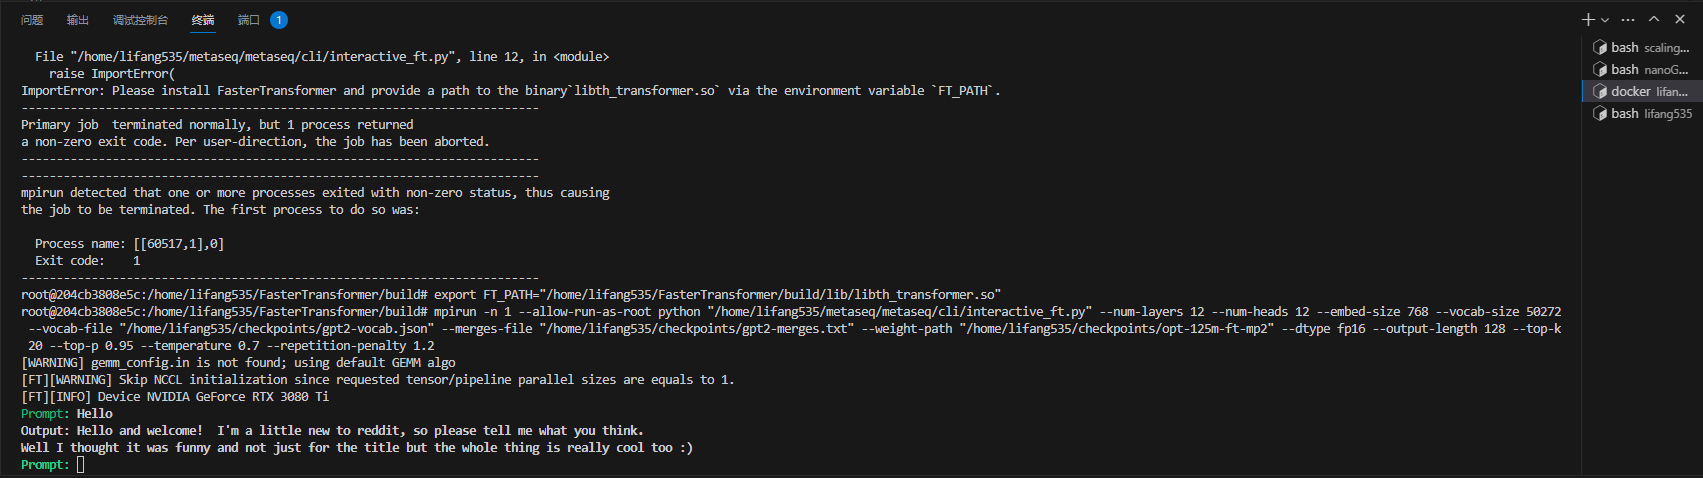 问题 输出 调试控制台 终端 端口 1
File "/home/lifang535/metaseq/metaseq/cli/interactive_ft.py", line 12, in <module>
raise ImportError(
ImportError: Please install FasterTransformer and provide a path to the binary`libth_transformer.so` via the environment variable `FT_PATH`.
--------------------------------------------------------------------------
Primary job  terminated normally, but 1 process returned
a non-zero exit code. Per user-direction, the job has been aborted.
--------------------------------------------------------------------------
--------------------------------------------------------------------------
mpirun detected that one or more processes exited with non-zero status, thus causing
the job to be terminated. The first process to do so was:
Process name: [[60517,1],0]
Exit code:    1
--------------------------------------------------------------------------
root@204cb3808e5c:/home/lifang535/FasterTransformer/build# export FT_PATH="/home/lifang535/FasterTransformer/build/lib/libth_transformer.so"
root@204cb3808e5c:/home/lifang535/FasterTransformer/build# mpirun -n 1 --allow-run-as-root python "/home/lifang535/metaseq/metaseq/cli/interactive_ft.py" --num-layers 12 --num-heads 12 --embed-size 768 --vocab-size 50272
--vocab-file "/home/lifang535/checkpoints/gpt2-vocab.json" --merges-file "/home/lifang535/checkpoints/gpt2-merges.txt" --weight-path "/home/lifang535/checkpoints/opt-125m-ft-mp2" --dtype fp16 --output-length 128 --top-k
20 --top-p 0.95 --temperature 0.7 --repetition-penalty 1.2
[WARNING] gemm_config.in is not found; using default GEMM algo
[FT][WARNING] Skip NCCL initialization since requested tensor/pipeline parallel sizes are equals to 1.
[FT][INFO] Device NVIDIA GeForce RTX 3080 Ti
Prompt: Hello
Output: Hello and welcome!  I'm a little new to reddit, so please tell me what you think.
Well I thought it was funny and not just for the title but the whole thing is really cool too :)
Prompt:
bash scaling...
bash nanoG...
docker lifan...
bash lifang535